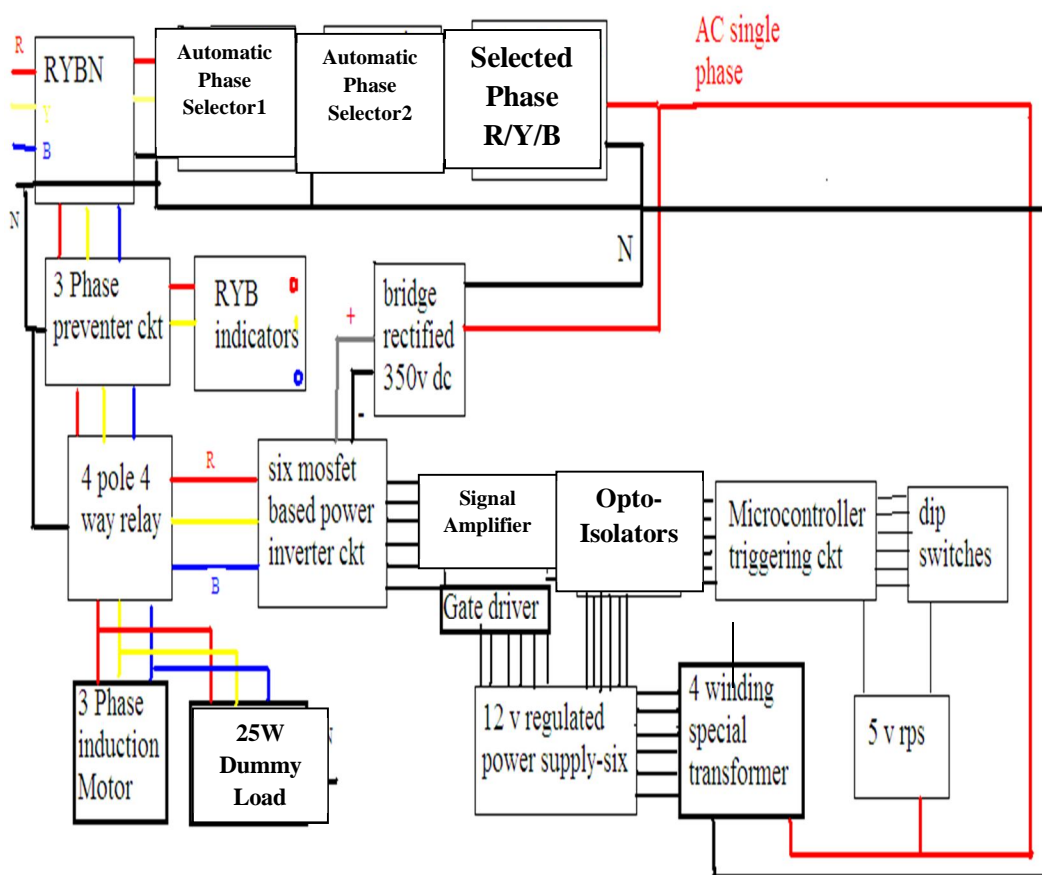 R
Y
B
N
RYBN
Automatic
Phase
Selector1
Automatic
Phase
Selector2
Selected
Phase
R/Y/B
AC single
phase
N
3 Phase
preventer ckt
RYB
indicators
+
-
bridge
rectified
350v dc
4 pole 4
way relay
R
B
six mosfet
based power
inverter ckt
Signal
Amplifier
Opto-
Isolators
Microcontroller
triggering ckt
dip
switches
Gate driver
3 Phase
induction
Motor
25W
Dummy
Load
N
12 v regulated
power supply-six
4 winding
special
transformer
5 v rps